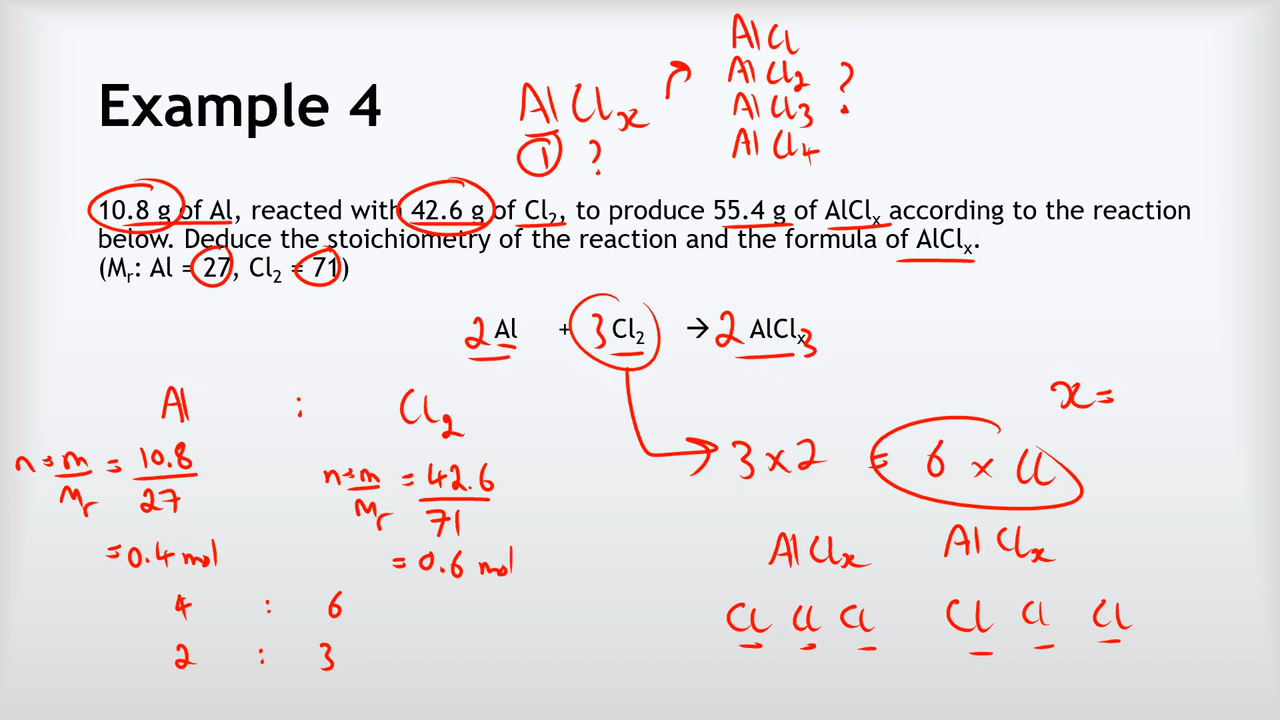 Example 4
AlClₓ
① ?
AlCl
AlCl₂
AlCl₃
AlCl₄
?
10.8 g of Al, reacted with 42.6 g of Cl₂, to produce 55.4 g of AlClₓ according to the reaction
below. Deduce the stoichiometry of the reaction and the formula of AlClₓ.
(Mᵣ: Al = 27, Cl₂ = 71)
2 Al + 3 Cl₂ → 2 AlClₓ 3
Al : Cl₂
n = m/Mᵣ = 10.8/27
= 0.4 mol
n = m/Mᵣ = 42.6/71
= 0.6 mol
4 : 6
2 : 3
x =
3 × 2 = 6 × Cl
AlClₓ AlClₓ
Cl Cl Cl Cl Cl Cl